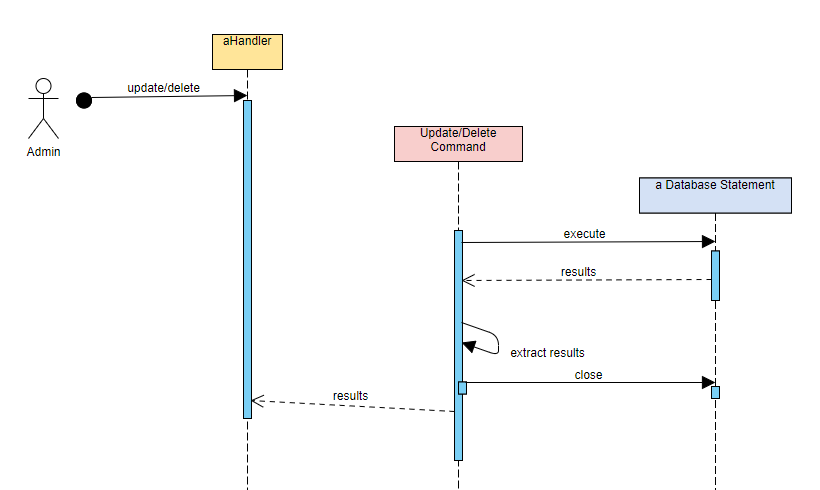 aHandler
update/delete
Admin
Update/Delete
Command
a Database Statement
execute
results
extract results
close
results